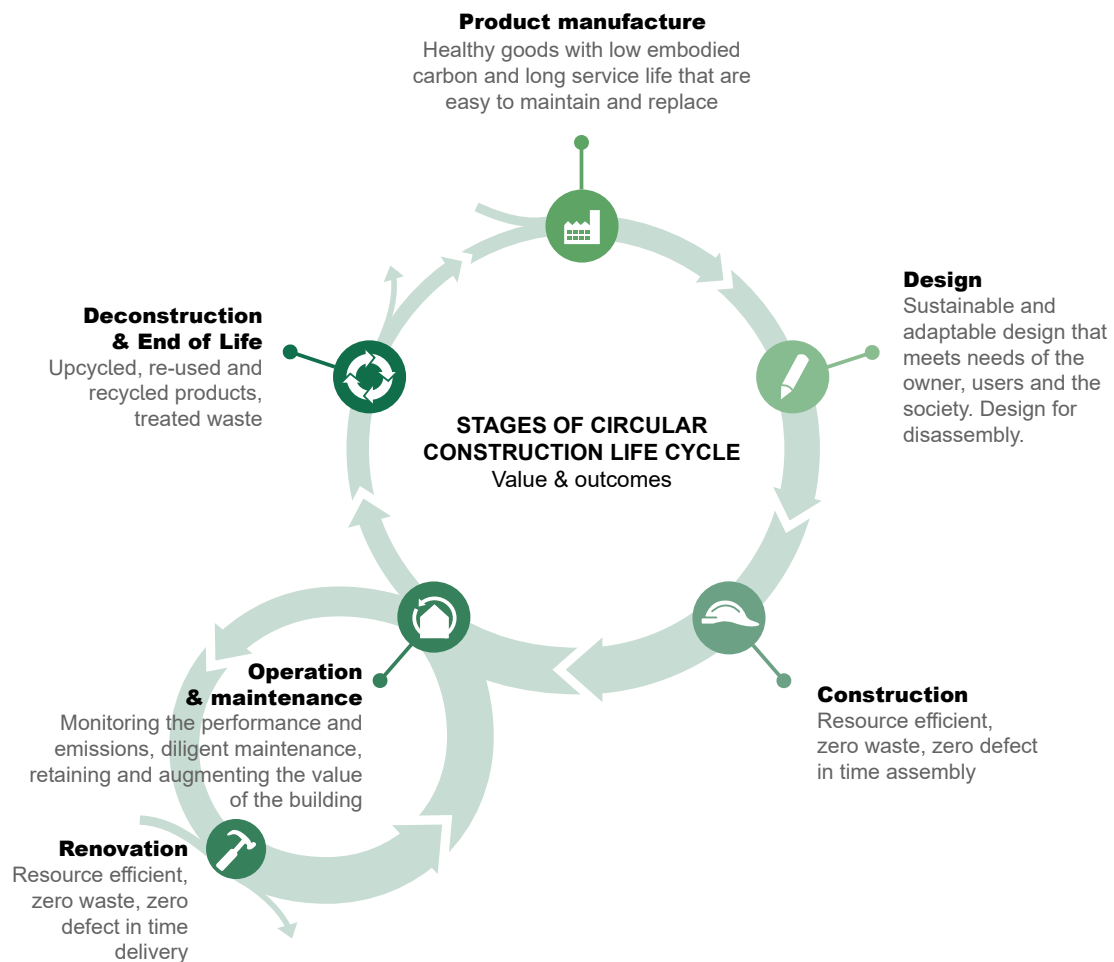 Product manufacture
Healthy goods with low embodied
carbon and long service life that are
easy to maintain and replace
Design
Sustainable and
adaptable design that
meets needs of the
owner, users and the
society. Design for
disassembly.
Deconstruction
& End of Life
Upcycled, re-used and
recycled products,
treated waste
STAGES OF CIRCULAR
CONSTRUCTION LIFE CYCLE
Value & outcomes
Operation
& maintenance
Monitoring the performance and
emissions, diligent maintenance,
retaining and augmenting the value
of the building
Construction
Resource efficient,
zero waste, zero defect
in time assembly
Renovation
Resource efficient,
zero waste, zero
defect in time
delivery